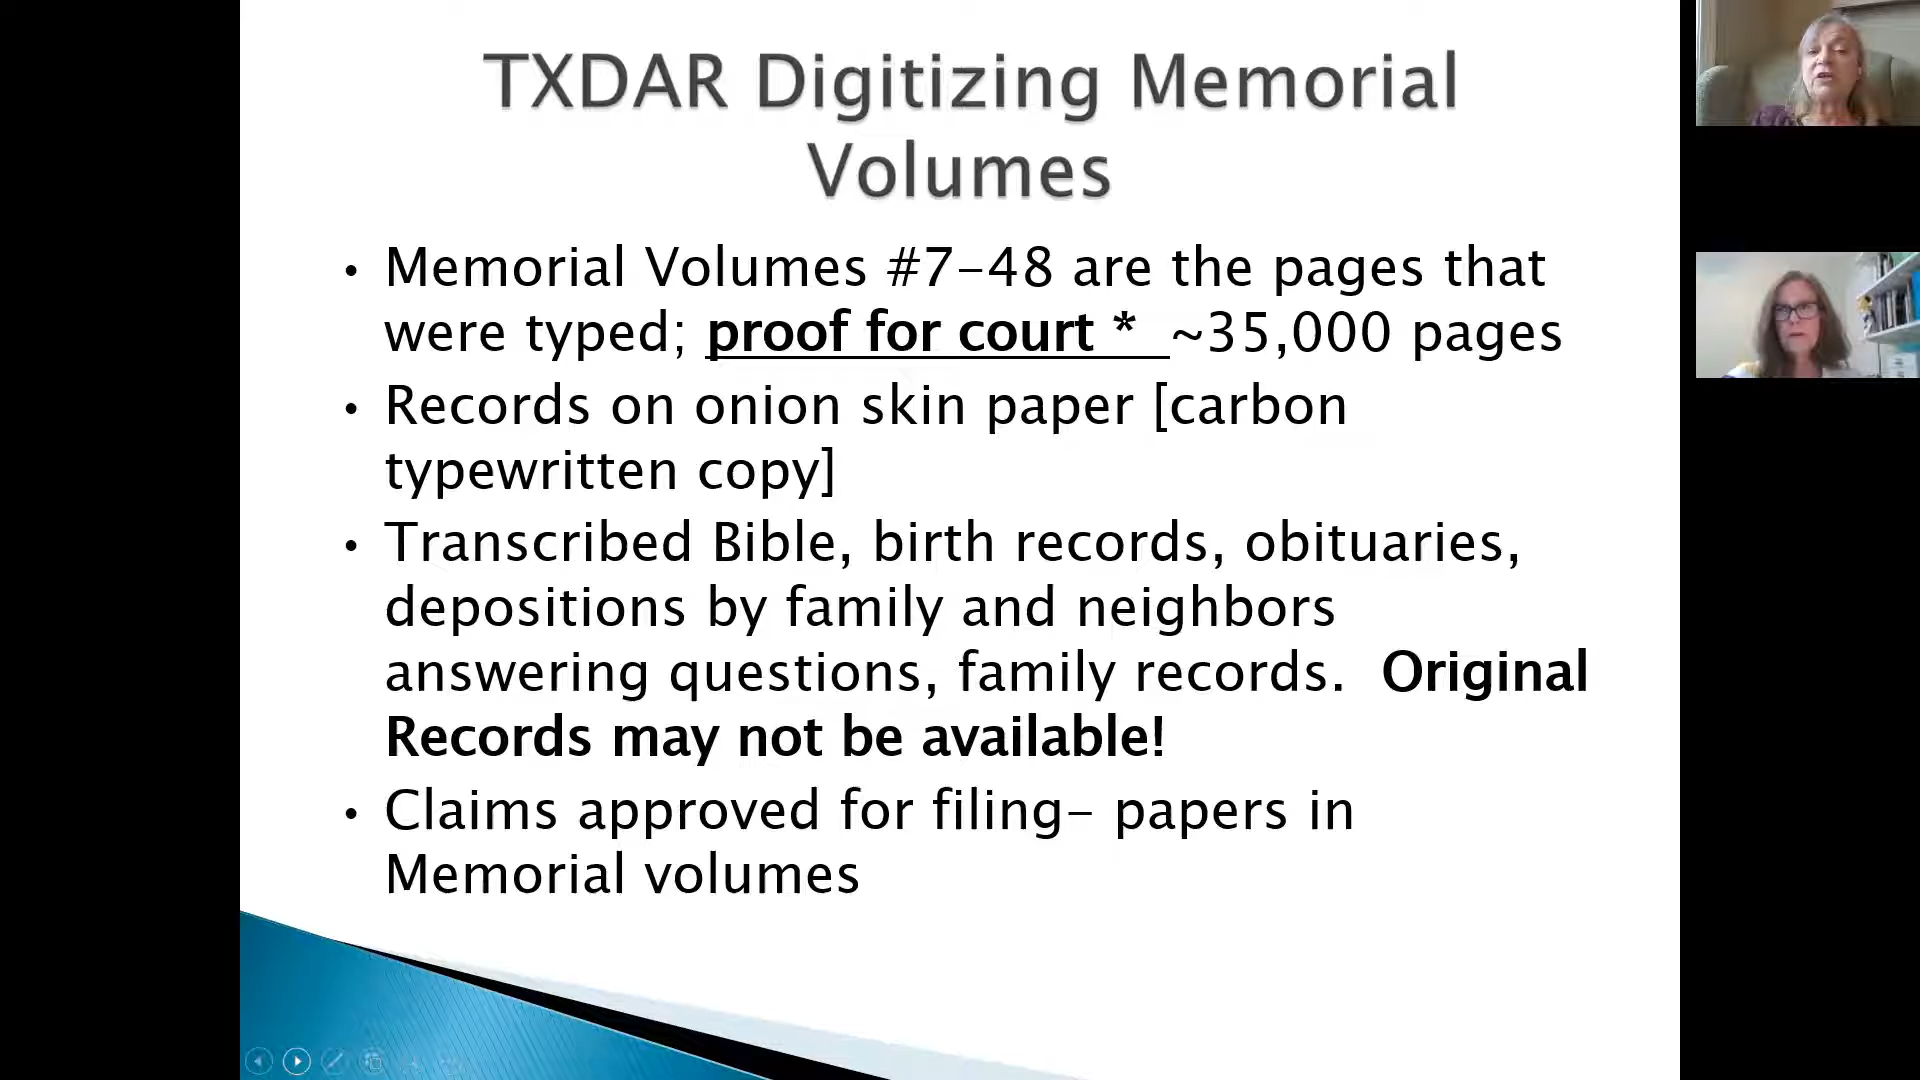 TXDAR Digitizing Memorial
Volumes
• Memorial Volumes #7-48 are the pages that
were typed; proof for court * ~35,000 pages
• Records on onion skin paper [carbon
typewritten copy]
• Transcribed Bible, birth records, obituaries,
depositions by family and neighbors
answering questions, family records. Original
Records may not be available!
• Claims approved for filing- papers in
Memorial volumes